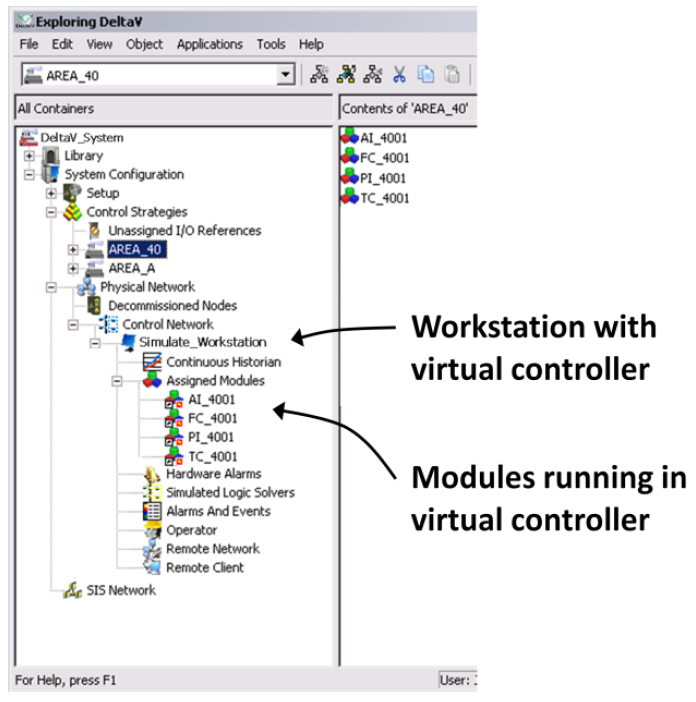 Exploring DeltaV
File Edit View Object Applications Tools Help
AREA_40
All Containers
Contents of 'AREA_40'
DeltaV_System
Library
System Configuration
Setup
Control Strategies
Unassigned I/O References
AREA_40
AREA_A
Physical Network
Decommissioned Nodes
Control Network
Simulate_Workstation
Continuous Historian
Assigned Modules
AI_4001
FC_4001
PI_4001
TC_4001
Hardware Alarms
Simulated Logic Solvers
Alarms And Events
Operator
Remote Network
Remote Client
SIS Network
AI_4001
FC_4001
PI_4001
TC_4001
Workstation with
virtual controller
Modules running in
virtual controller
For Help, press F1
User: